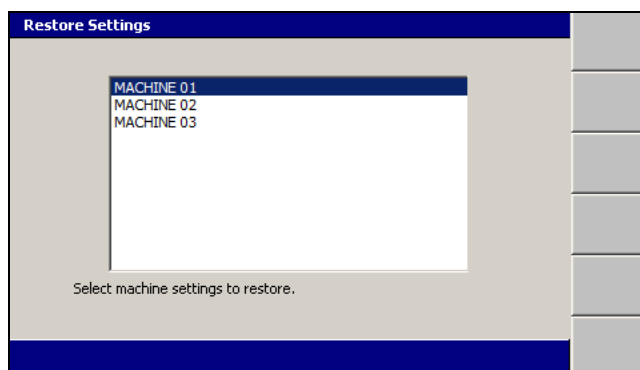 Restore Settings
MACHINE 01
MACHINE 02
MACHINE 03
Select machine settings to restore.